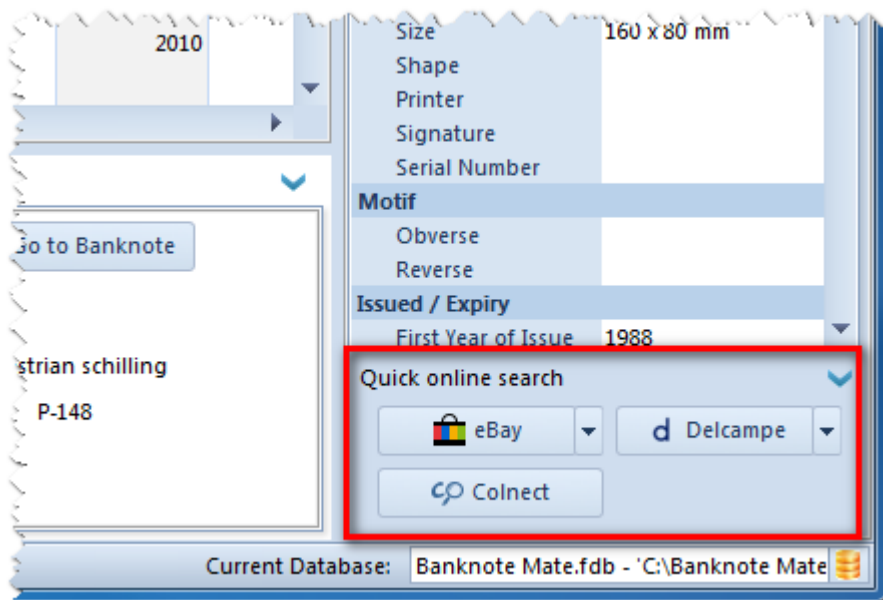 2010
Go to Banknote
strian schilling
P-148
Size 160 x 80 mm
Shape
Printer
Signature
Serial Number
Motif
Obverse
Reverse
Issued / Expiry
First Year of Issue 1988
Quick online search
eBay
Delcampe
Colnect
Current Database: Banknote Mate.fdb - 'C:\Banknote Mate